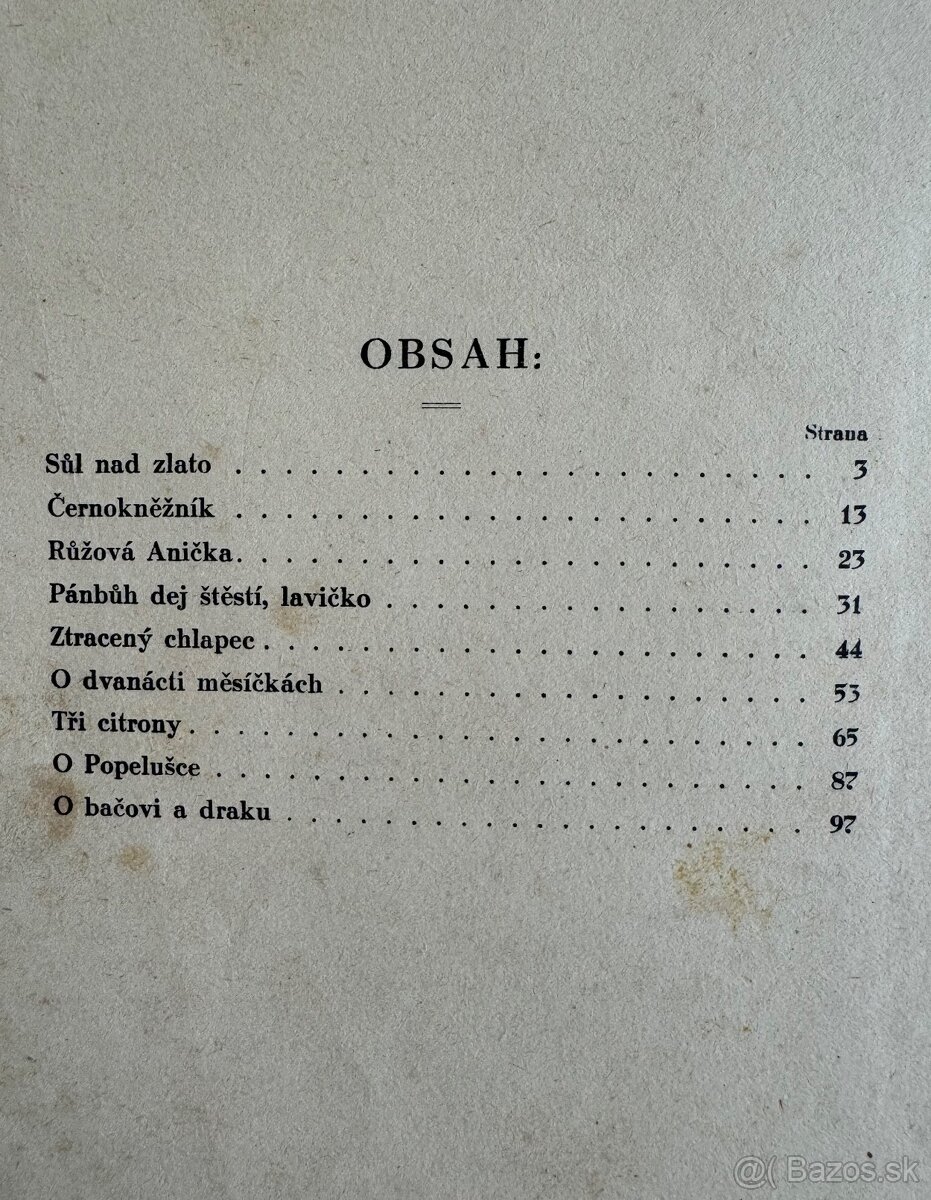 OBSAH:
Strana
Sůl nad zlato . . . . . . . . . . . . . . . . . . . . . . . 3
Černokněžník . . . . . . . . . . . . . . . . . . . . . . . 13
Růžová Anička . . . . . . . . . . . . . . . . . . . . . . . 23
Pánbůh dej štěstí, lavičko . . . . . . . . . . . . . . . . . 31
Ztracený chlapec . . . . . . . . . . . . . . . . . . . . . . 44
O dvanácti měsíčkách . . . . . . . . . . . . . . . . . . . 53
Tři citrony . . . . . . . . . . . . . . . . . . . . . . . . 65
O Popelušce . . . . . . . . . . . . . . . . . . . . . . . 87
O bačovi a draku . . . . . . . . . . . . . . . . . . . . 97
@( Bazos.sk